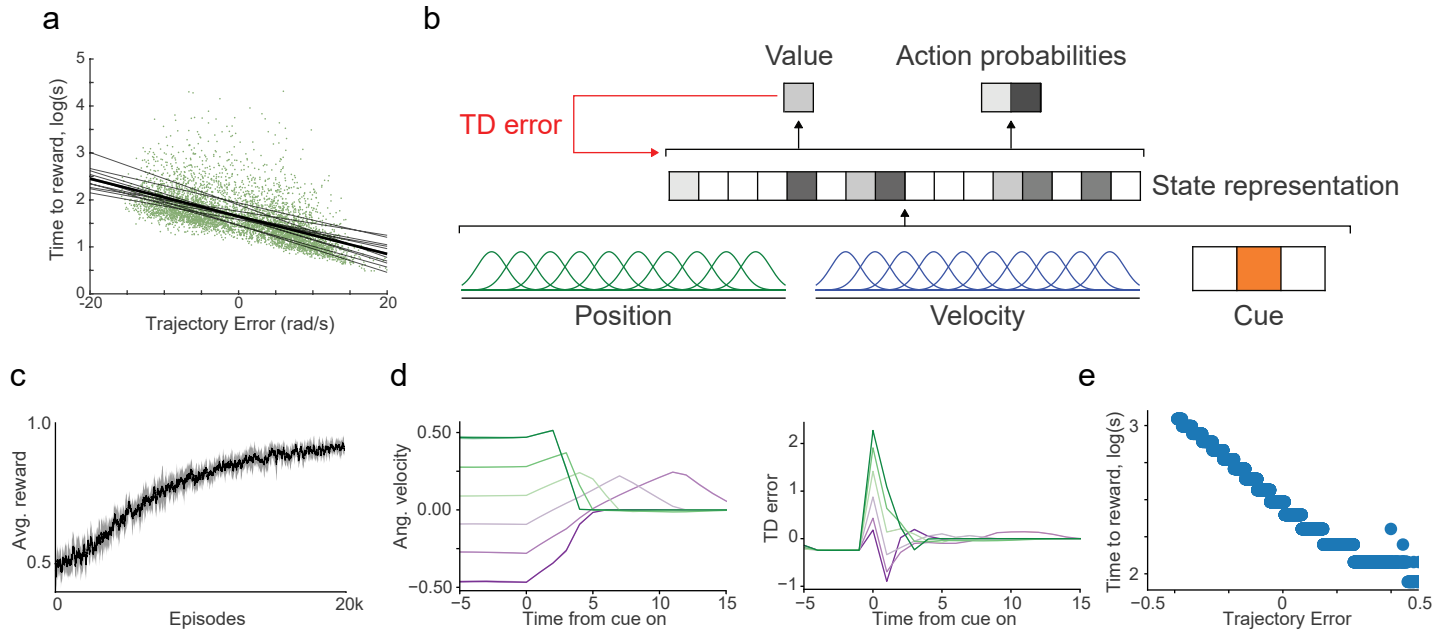 a
Time to reward, log(s)
5
4
3
2
1
0
-20
0
20
Trajectory Error (rad/s)
b
Value
Action probabilities
TD error
State representation
Position
Velocity
Cue
c
Avg. reward
1.0
0.5
0
20k
Episodes
d
Ang. velocity
0.50
0.00
−0.50
−5
0
5
10
15
Time from cue on
TD error
2
1
0
−1
−5
0
5
10
15
Time from cue on
e
Time to reward, log(s)
3
2
−0.5
0
0.5
Trajectory Error